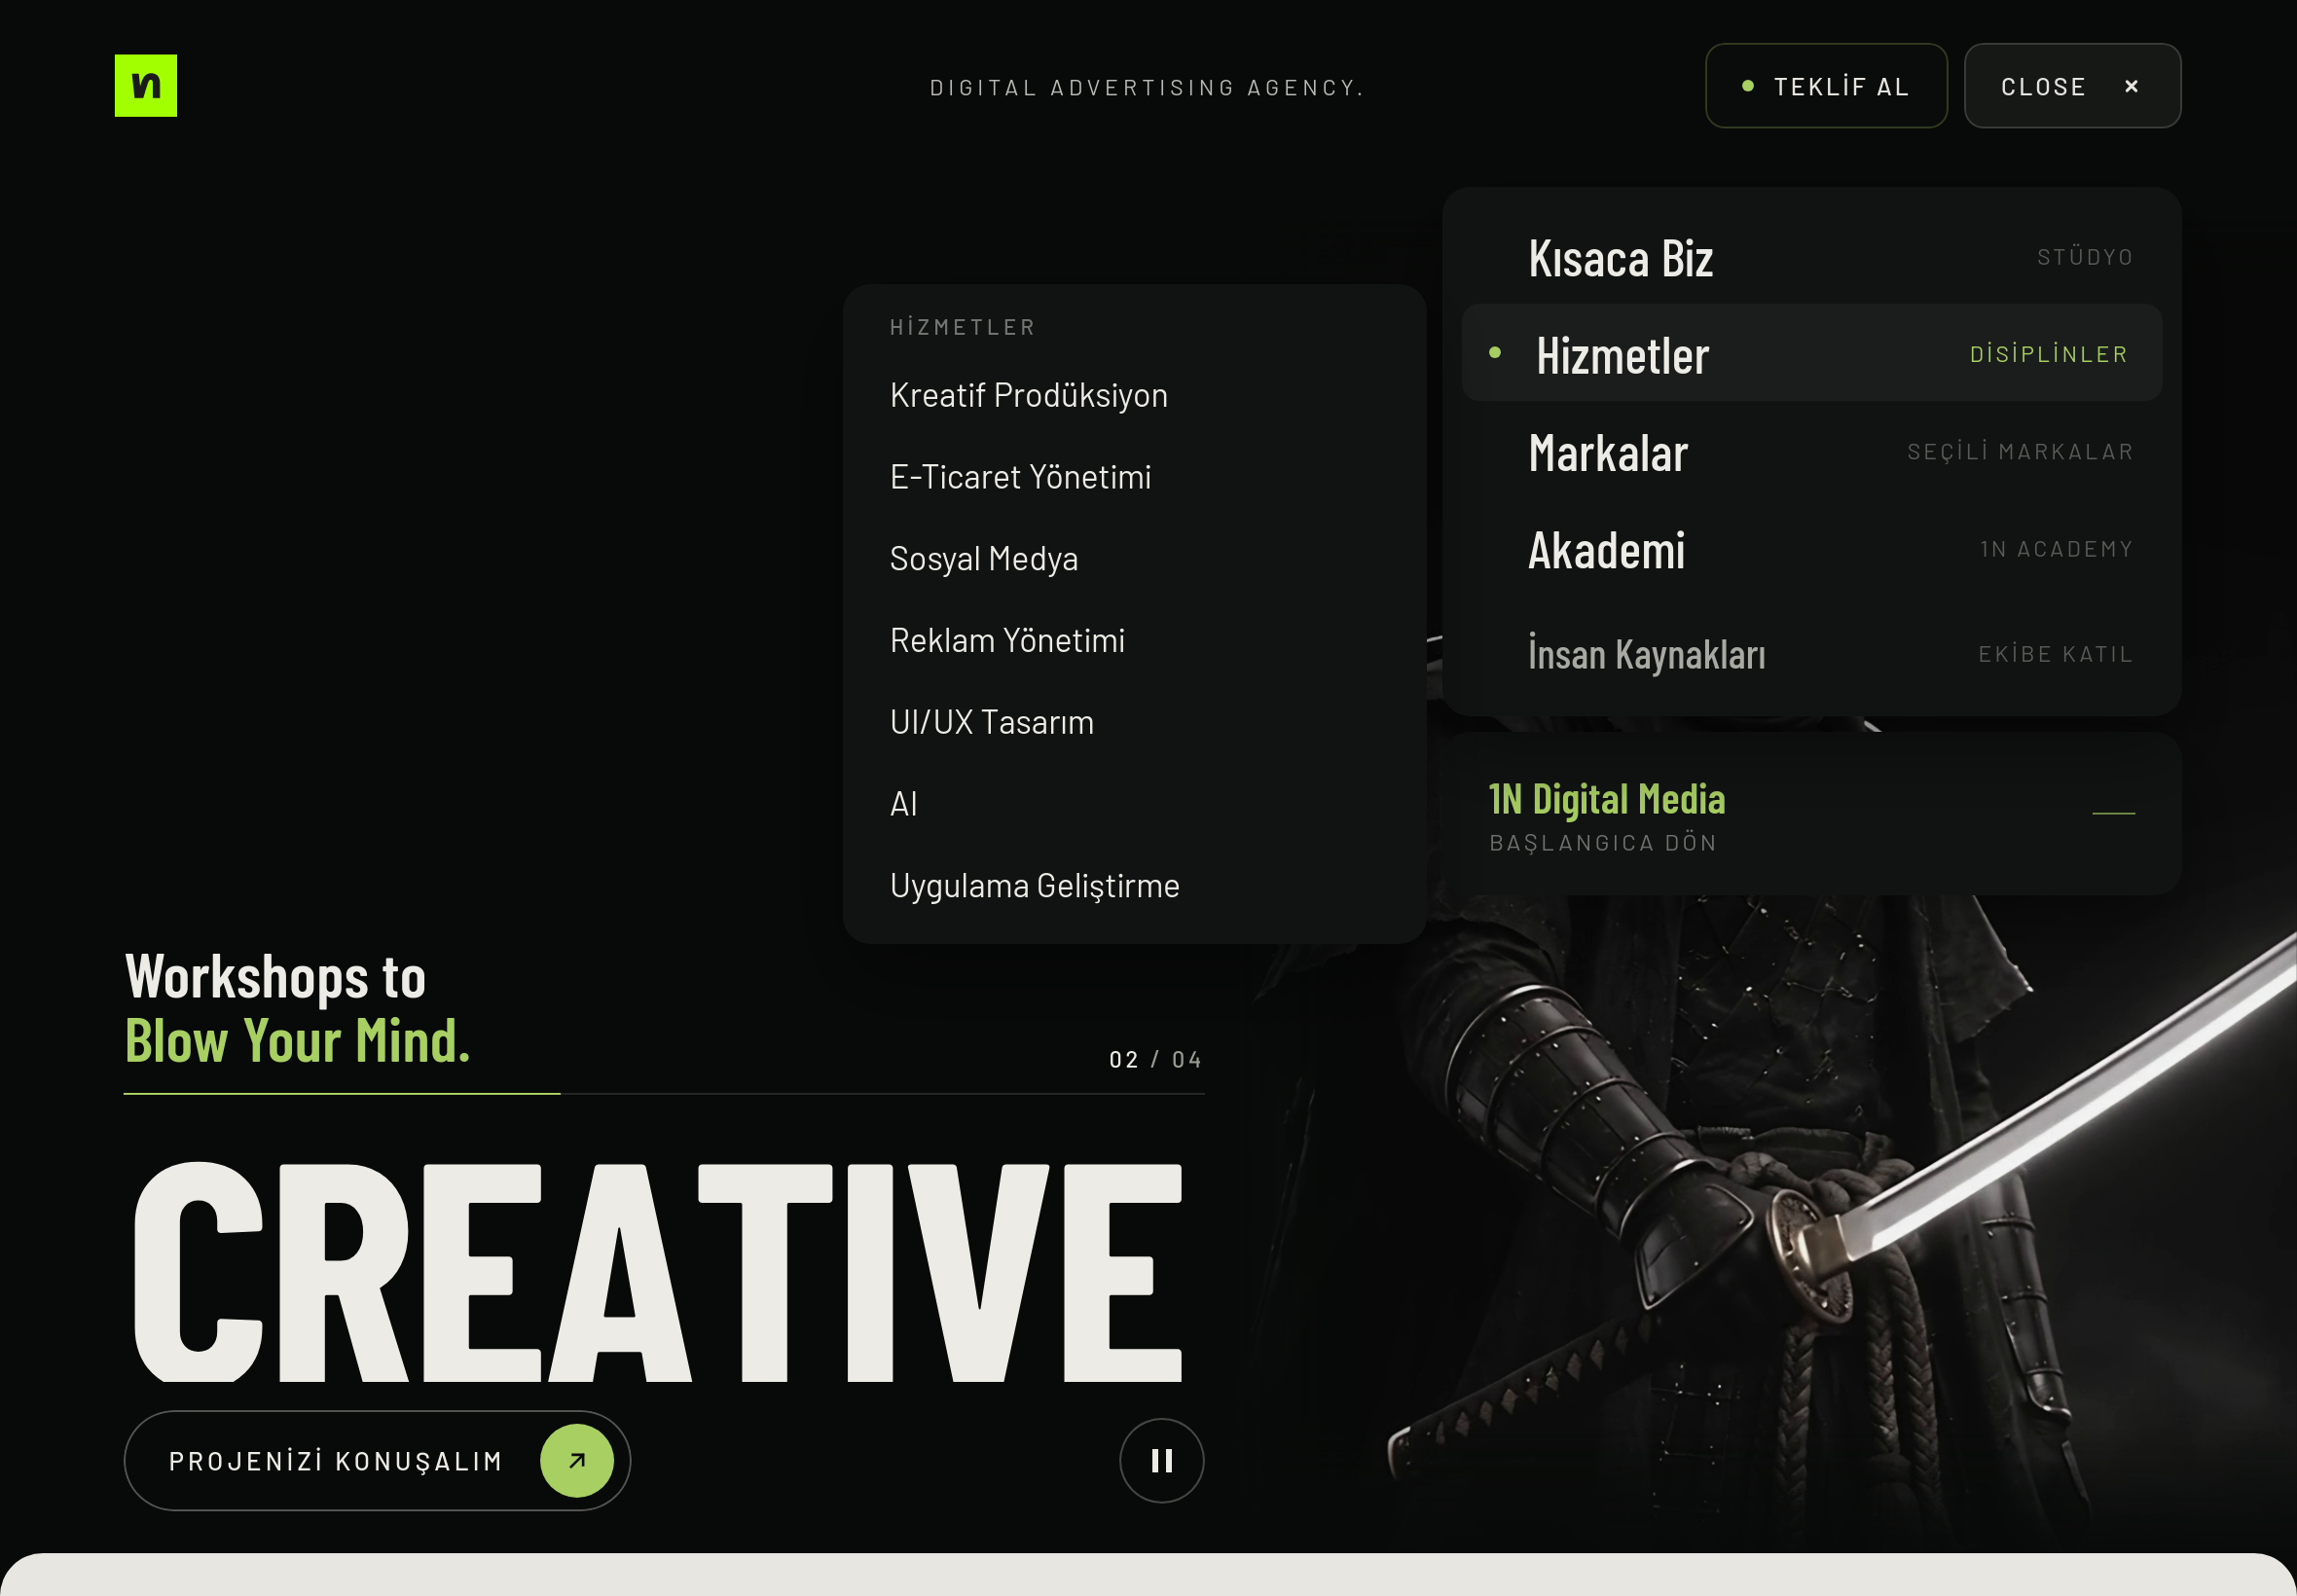 n
DIGITAL ADVERTISING AGENCY.
TEKLİF AL
CLOSE ×
Kısaca Biz
STÜDYO
Hizmetler
DİSİPLİNLER
Markalar
SEÇİLİ MARKALAR
Akademi
1N ACADEMY
İnsan Kaynakları
EKİBE KATIL
HİZMETLER
Kreatif Prodüksiyon
E-Ticaret Yönetimi
Sosyal Medya
Reklam Yönetimi
UI/UX Tasarım
AI
Uygulama Geliştirme
1N Digital Media
BAŞLANGICA DÖN
Workshops to
Blow Your Mind.
02 / 04
CREATIVE
PROJENİZİ KONUŞALIM